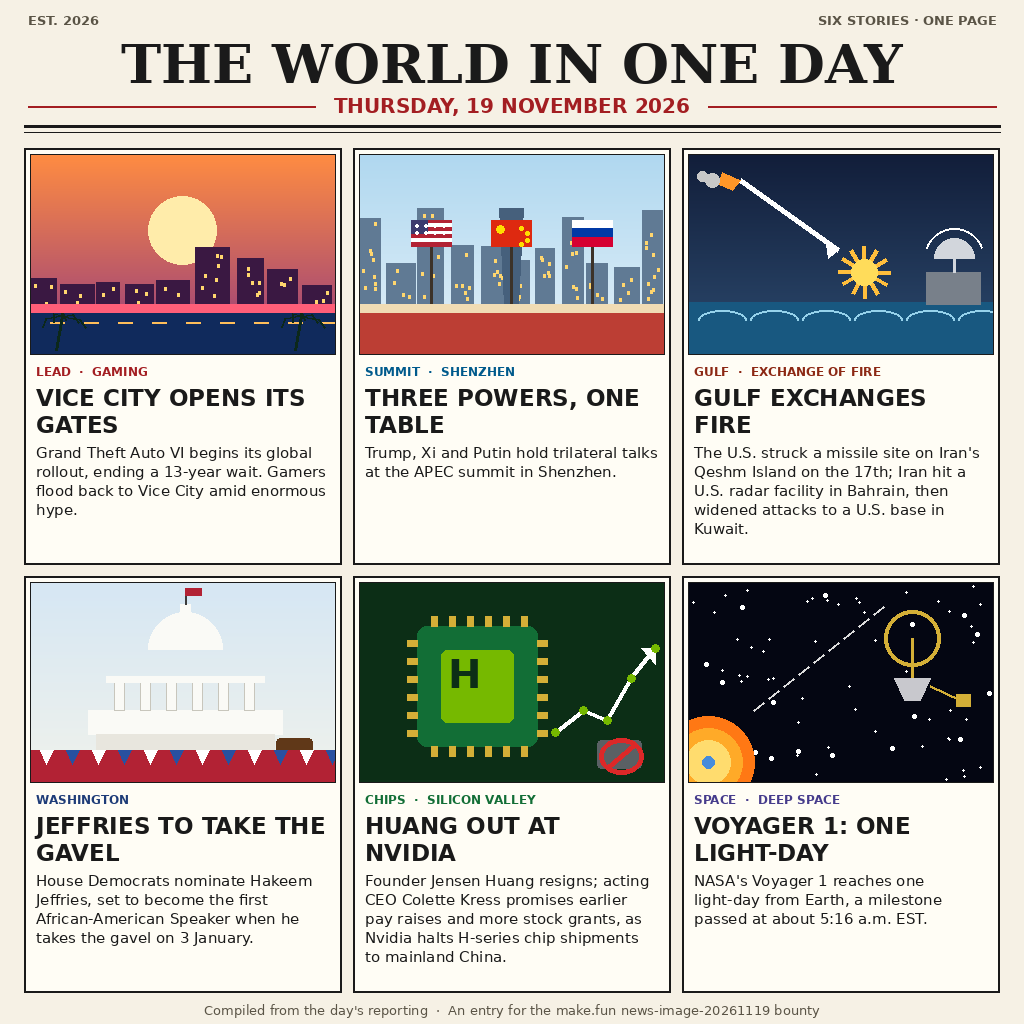 EST. 2026
SIX STORIES · ONE PAGE
THE WORLD IN ONE DAY
THURSDAY, 19 NOVEMBER 2026
LEAD · GAMING
VICE CITY OPENS ITS
GATES
Grand Theft Auto VI begins its global
rollout, ending a 13-year wait. Gamers
flood back to Vice City amid enormous
hype.
SUMMIT · SHENZHEN
THREE POWERS, ONE
TABLE
Trump, Xi and Putin hold trilateral talks
at the APEC summit in Shenzhen.
GULF · EXCHANGE OF FIRE
GULF EXCHANGES
FIRE
The U.S. struck a missile site on Iran's
Qeshm Island on the 17th; Iran hit a
U.S. radar facility in Bahrain, then
widened attacks to a U.S. base in
Kuwait.
WASHINGTON
JEFFRIES TO TAKE THE
GAVEL
House Democrats nominate Hakeem
Jeffries, set to become the first
African-American Speaker when he
takes the gavel on 3 January.
H
CHIPS · SILICON VALLEY
HUANG OUT AT
NVIDIA
Founder Jensen Huang resigns; acting
CEO Colette Kress promises earlier
pay raises and more stock grants, as
Nvidia halts H-series chip shipments
to mainland China.
SPACE · DEEP SPACE
VOYAGER 1: ONE
LIGHT-DAY
NASA's Voyager 1 reaches one
light-day from Earth, a milestone
passed at about 5:16 a.m. EST.
Compiled from the day's reporting · An entry for the make.fun news-image-20261119 bounty